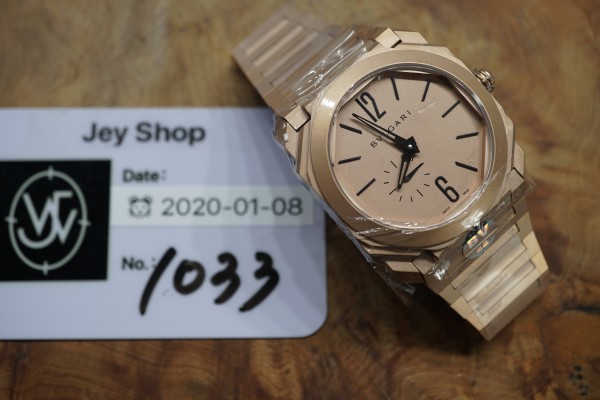 Jey Shop
Date:
2020-01-08
No.: 1033
12
BVLGARI
6